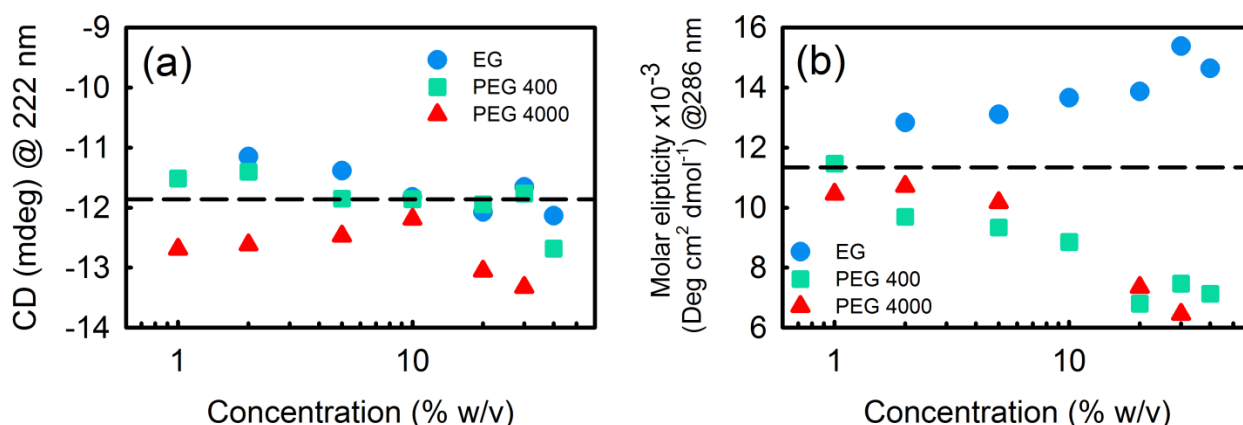 (a)
EG
PEG 400
PEG 4000
CD (mdeg) @ 222 nm
-9
-10
-11
-12
-13
-14
1
10
Concentration (% w/v)
(b)
EG
PEG 400
PEG 4000
Molar elipticity x10⁻³
(Deg cm² dmol⁻¹) @286 nm
16
14
12
10
8
6
1
10
Concentration (% w/v)